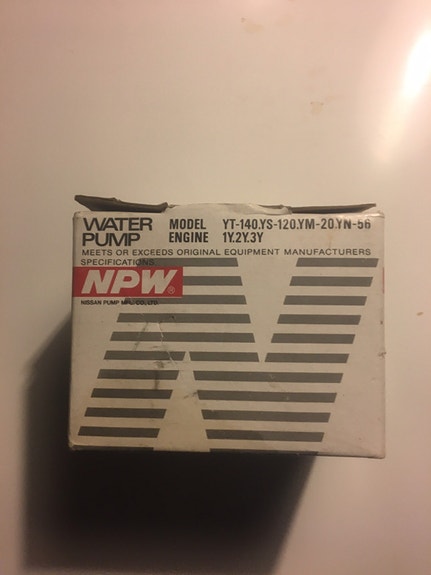 WATER PUMP MODEL YT-140.YS-120.YM-20.YN-56
ENGINE 1Y.2Y.3Y
MEETS OR EXCEEDS ORIGINAL EQUIPMENT MANUFACTURERS
SPECIFICATIONS.
NPW®
NISSAN PUMP MFG. CO., LTD.